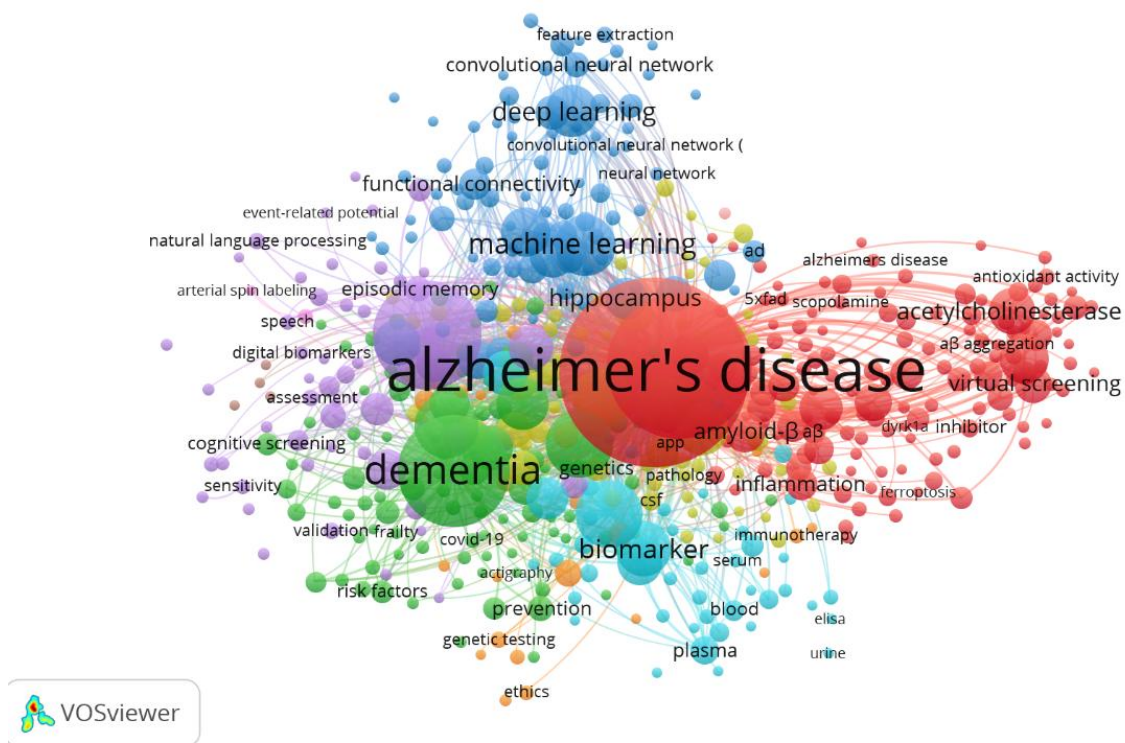 feature extraction
convolutional neural network
deep learning
convolutional neural network (
neural network
functional connectivity
event-related potential
natural language processing
machine learning
ad
alzheimers disease
antioxidant activity
arterial spin labeling
episodic memory
hippocampus
5xfad
scopolamine
acetylcholinesterase
speech
aβ aggregation
digital biomarkers
alzheimer's disease
virtual screening
assessment
cognitive screening
app
amyloid-β
aβ
dyrk1a
inhibitor
dementia
genetics
pathology
sensitivity
csf
inflammation
ferroptosis
validation
frailty
covid-19
biomarker
immunotherapy
serum
actigraphy
risk factors
prevention
blood
elisa
genetic testing
plasma
urine
ethics
VOSviewer